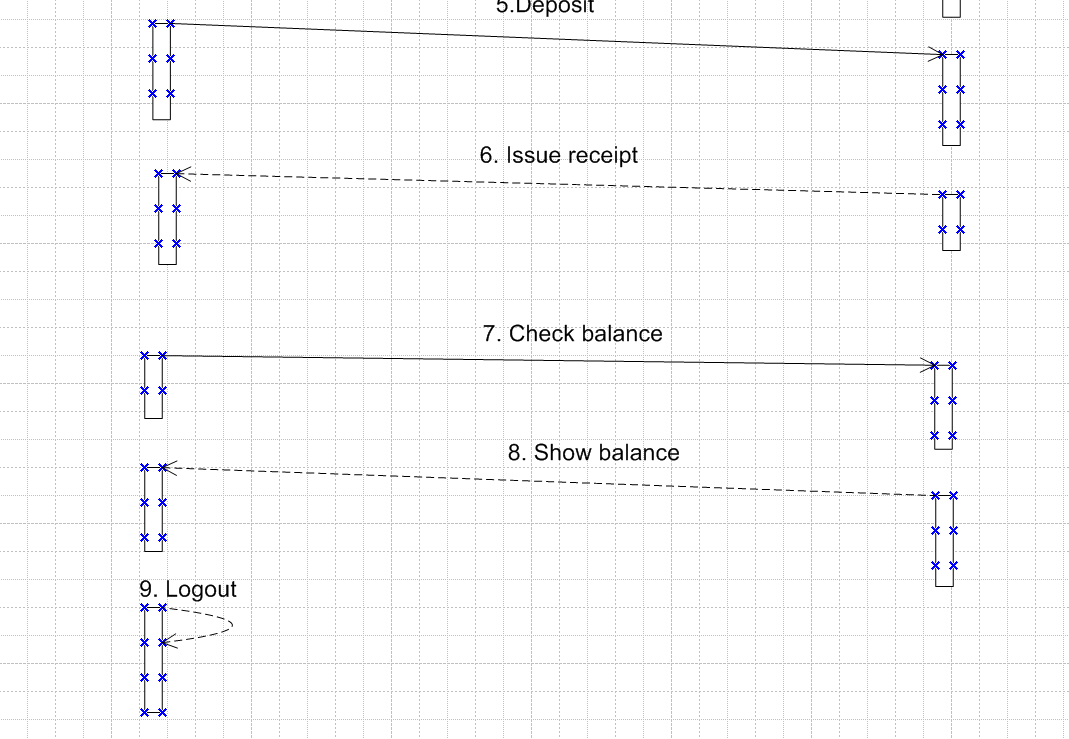 5.Deposit
6. Issue receipt
7. Check balance
8. Show balance
9. Logout